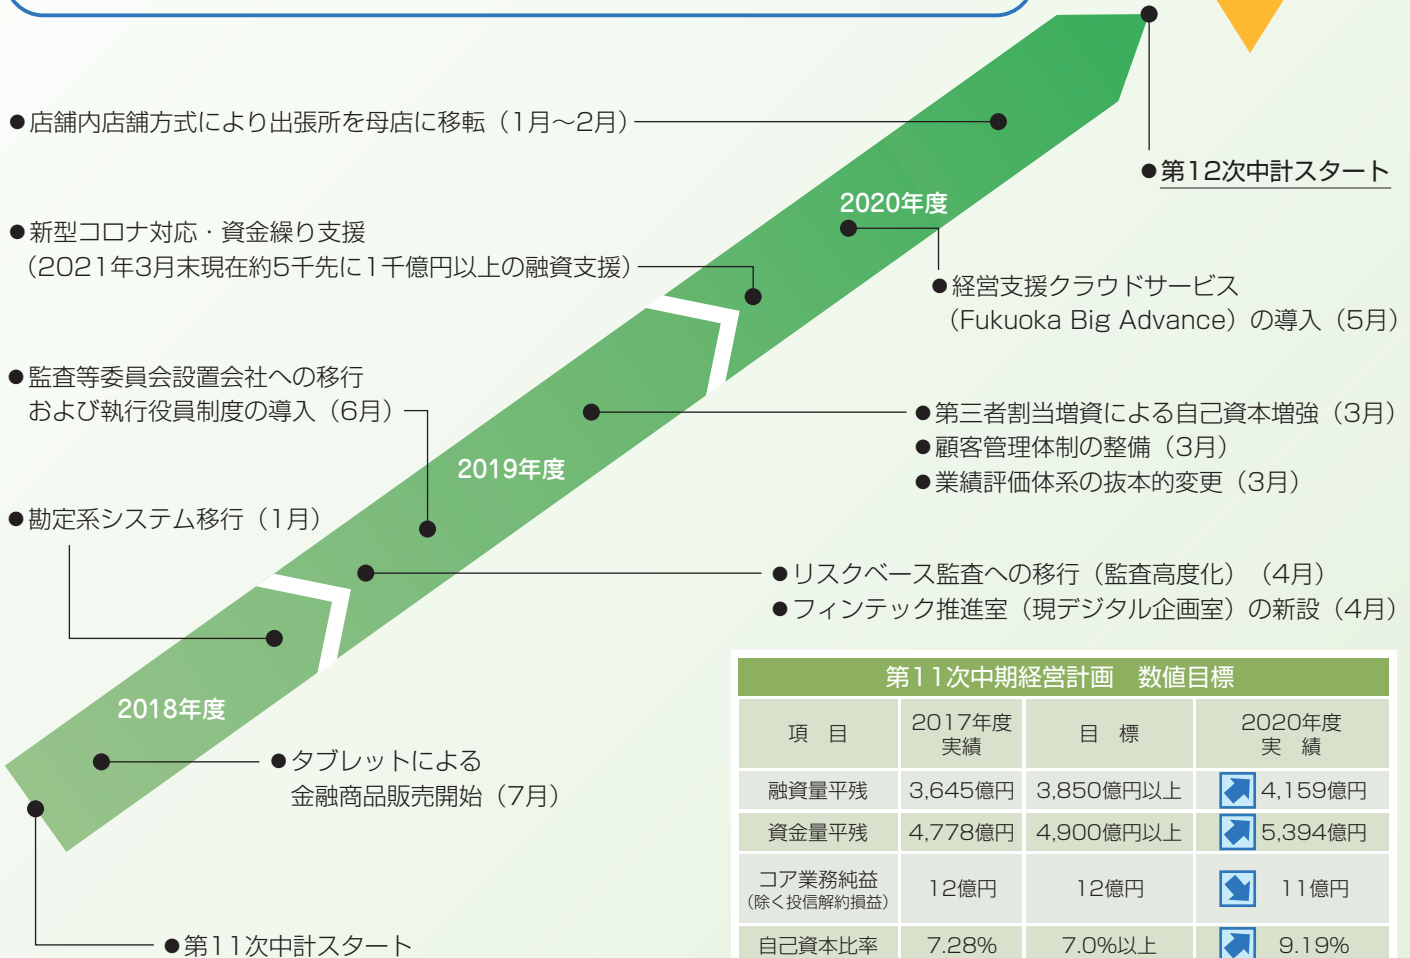 ●店舗内店舗方式により出張所を母店に移転（1月～2月）
●第12次中計スタート
2020年度
●新型コロナ対応・資金繰り支援
（2021年3月末現在約5千先に1千億円以上の融資支援）
●経営支援クラウドサービス
（Fukuoka Big Advance）の導入（5月）
●監査等委員会設置会社への移行
および執行役員制度の導入（6月）
●第三者割当増資による自己資本増強（3月）
●顧客管理体制の整備（3月）
●業績評価体系の抜本的変更（3月）
2019年度
●勘定系システム移行（1月）
●リスクベース監査への移行（監査高度化）（4月）
●フィンテック推進室（現デジタル企画室）の新設（4月）
2018年度
●タブレットによる
金融商品販売開始（7月）
●第11次中計スタート
第11次中期経営計画　数値目標
項　目　2017年度実績　目　標　2020年度実　績
融資量平残　3,645億円　3,850億円以上　4,159億円
資金量平残　4,778億円　4,900億円以上　5,394億円
コア業務純益（除く投信解約損益）　12億円　12億円　11億円
自己資本比率　7.28%　7.0%以上　9.19%